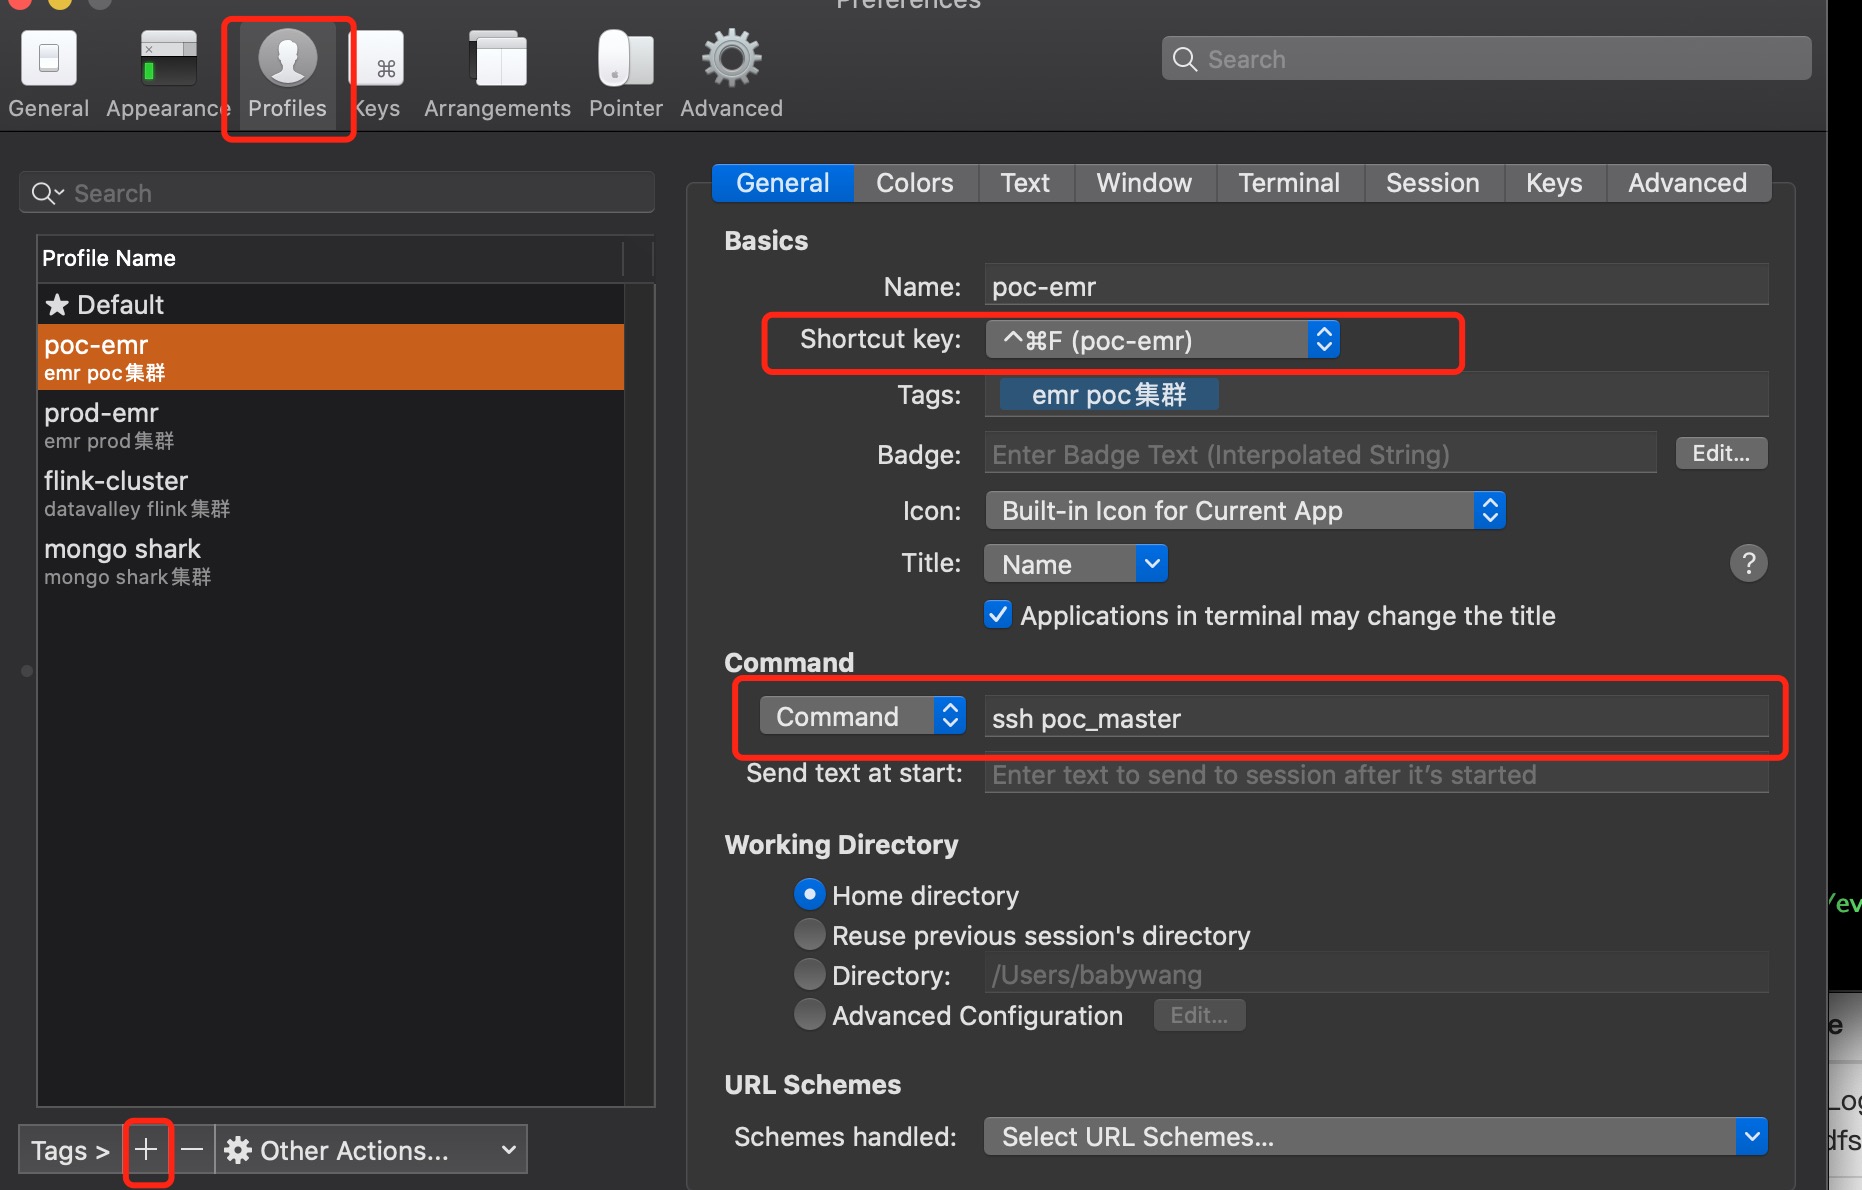 Preferences
General Appearance Profiles Keys Arrangements Pointer Advanced
Search
Search
Profile Name
★ Default
poc-emr
emr poc集群
prod-emr
emr prod集群
flink-cluster
datavalley flink集群
mongo shark
mongo shark集群
Tags > + − Other Actions...
General Colors Text Window Terminal Session Keys Advanced
Basics
Name: poc-emr
Shortcut key: ^⌘F (poc-emr)
Tags: emr poc集群
Badge: Enter Badge Text (Interpolated String) Edit...
Icon: Built-in Icon for Current App
Title: Name ?
Applications in terminal may change the title
Command
Command ssh poc_master
Send text at start: Enter text to send to session after it’s started
Working Directory
Home directory
Reuse previous session's directory
Directory: /Users/babywang
Advanced Configuration Edit...
URL Schemes
Schemes handled: Select URL Schemes...
/ev
e
Log
dfs